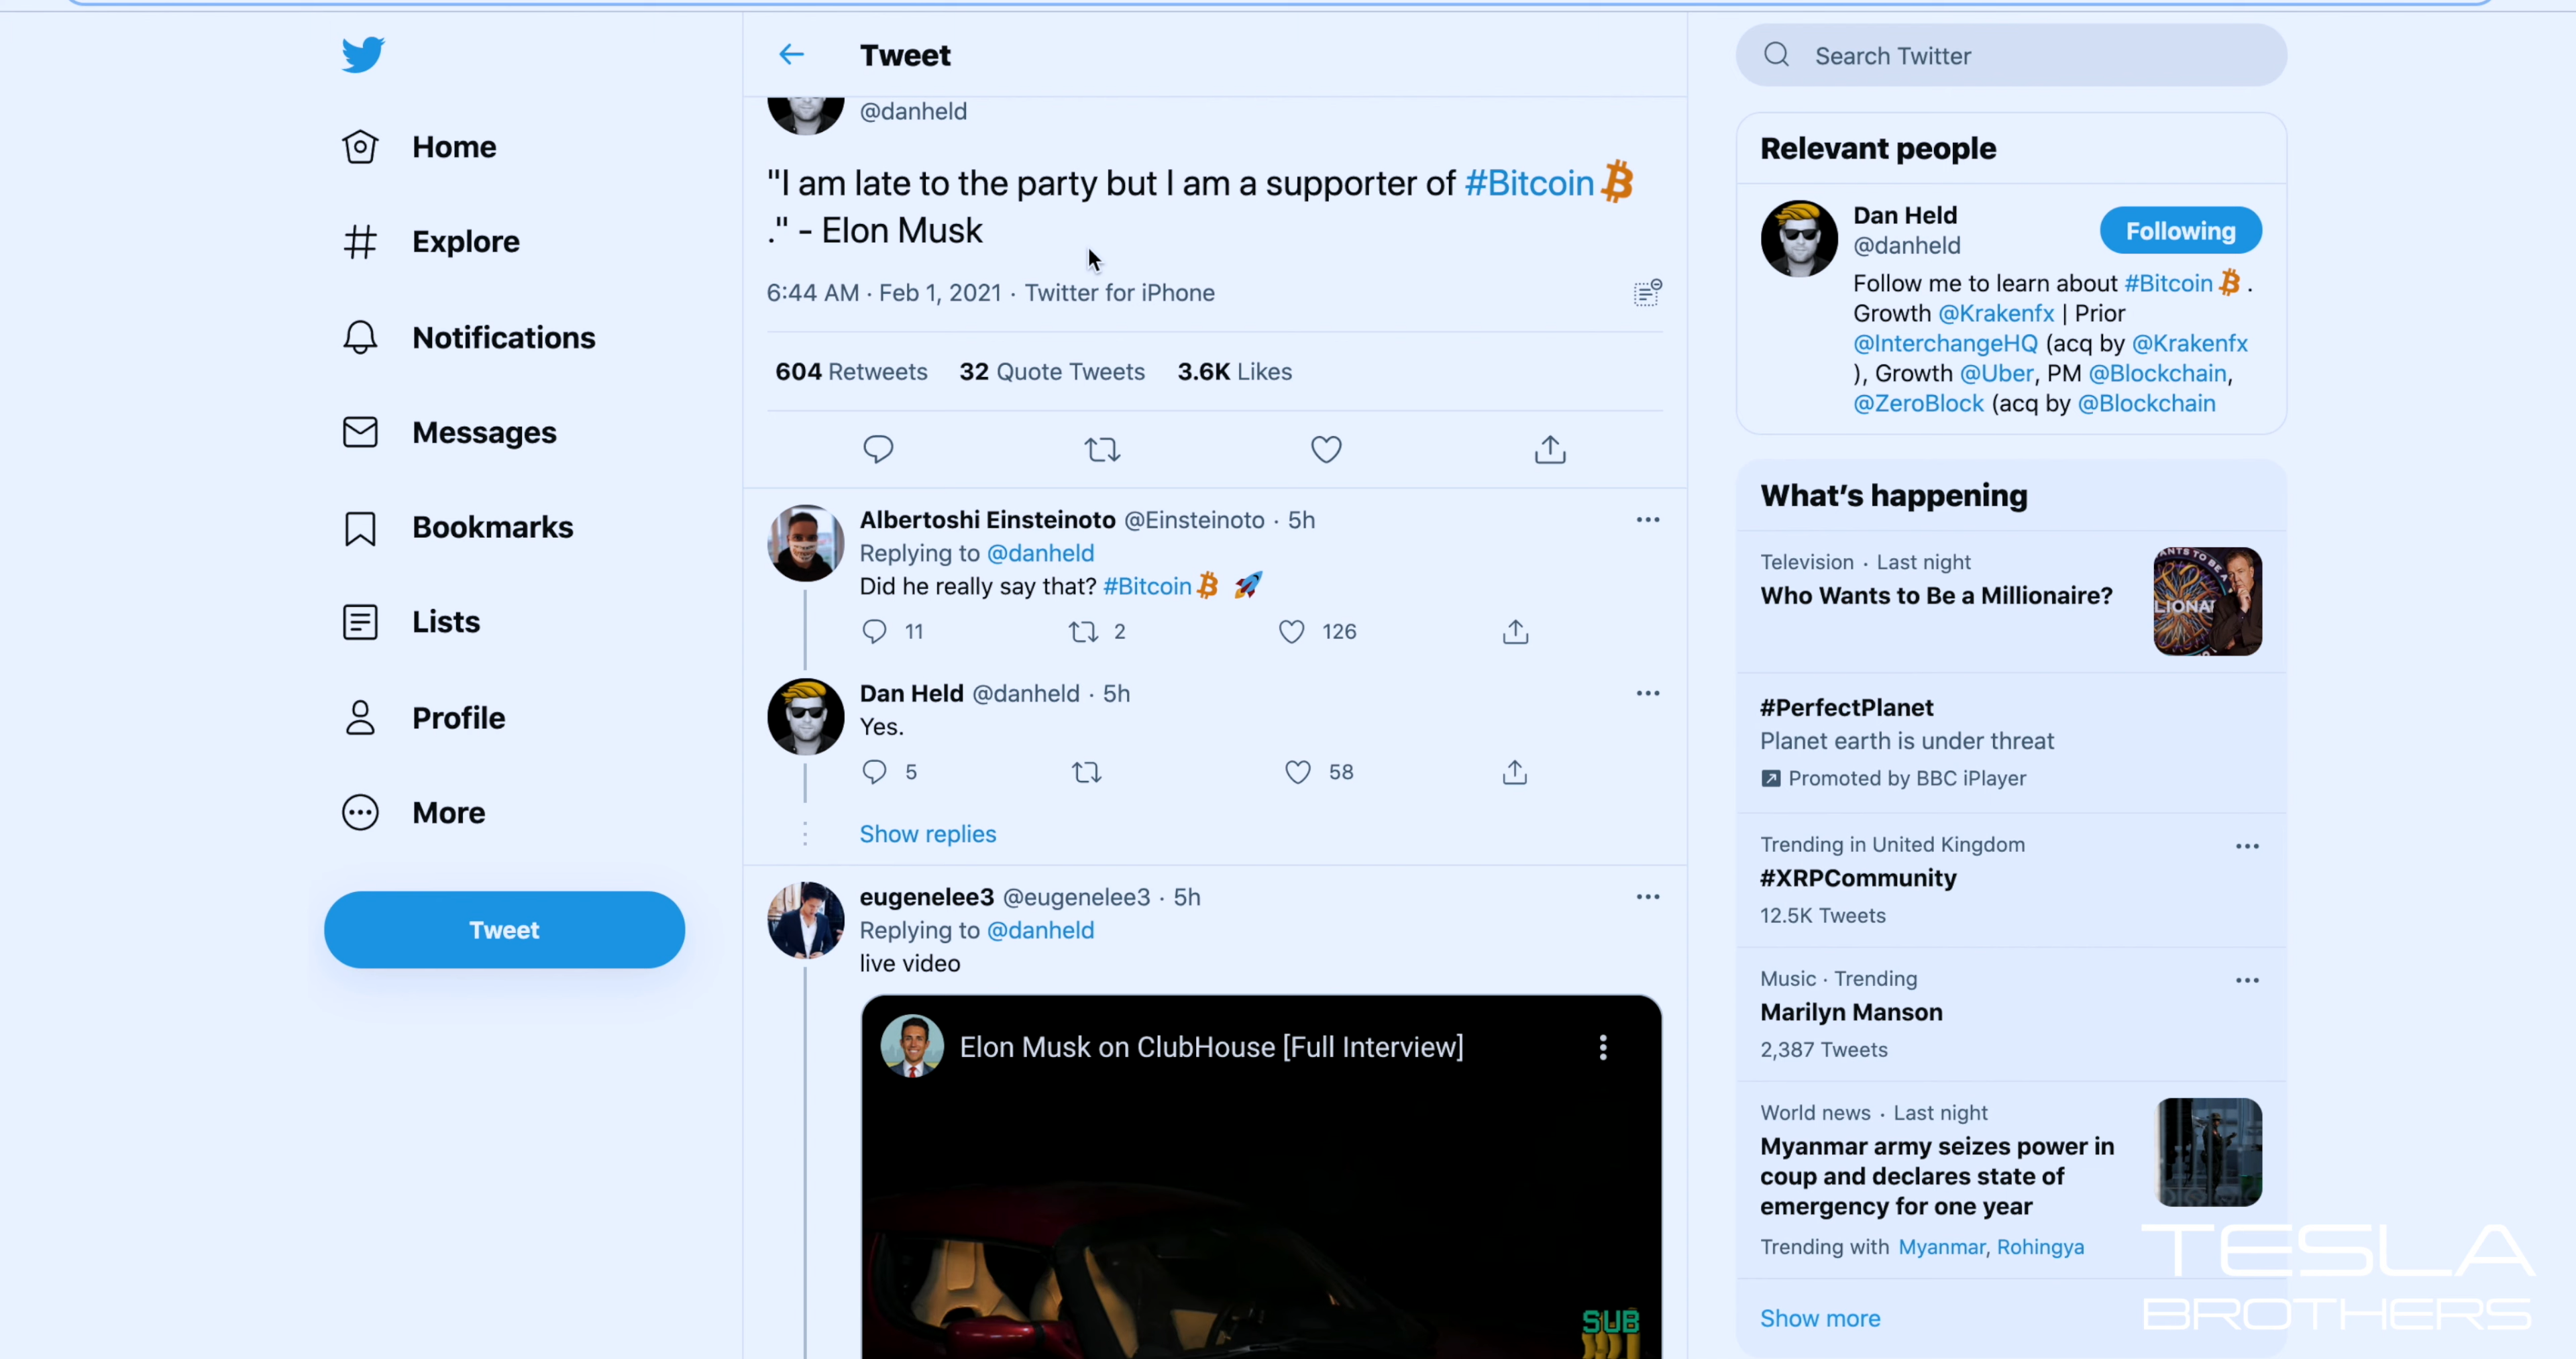 Home
Explore
Notifications
Messages
Bookmarks
Lists
Profile
More
Tweet
Tweet
@danheld
"I am late to the party but I am a supporter of #Bitcoin
." - Elon Musk
6:44 AM · Feb 1, 2021 · Twitter for iPhone
604 Retweets 32 Quote Tweets 3.6K Likes
Albertoshi Einsteinoto @Einsteinoto · 5h
Replying to @danheld
Did he really say that? #Bitcoin 🚀
11 2 126
Dan Held @danheld · 5h
Yes.
5 58
Show replies
eugenelee3 @eugenelee3 · 5h
Replying to @danheld
live video
Elon Musk on ClubHouse [Full Interview]
SUB
Search Twitter
Relevant people
Dan Held
@danheld
Following
Follow me to learn about #Bitcoin .
Growth @Krakenfx | Prior
@InterchangeHQ (acq by @Krakenfx
), Growth @Uber, PM @Blockchain,
@ZeroBlock (acq by @Blockchain
What's happening
Television · Last night
Who Wants to Be a Millionaire?
#PerfectPlanet
Planet earth is under threat
Promoted by BBC iPlayer
Trending in United Kingdom
#XRPCommunity
12.5K Tweets
Music · Trending
Marilyn Manson
2,387 Tweets
World news · Last night
Myanmar army seizes power in
coup and declares state of
emergency for one year
Trending with Myanmar, Rohingya
Show more
TESLA
BROTHERS